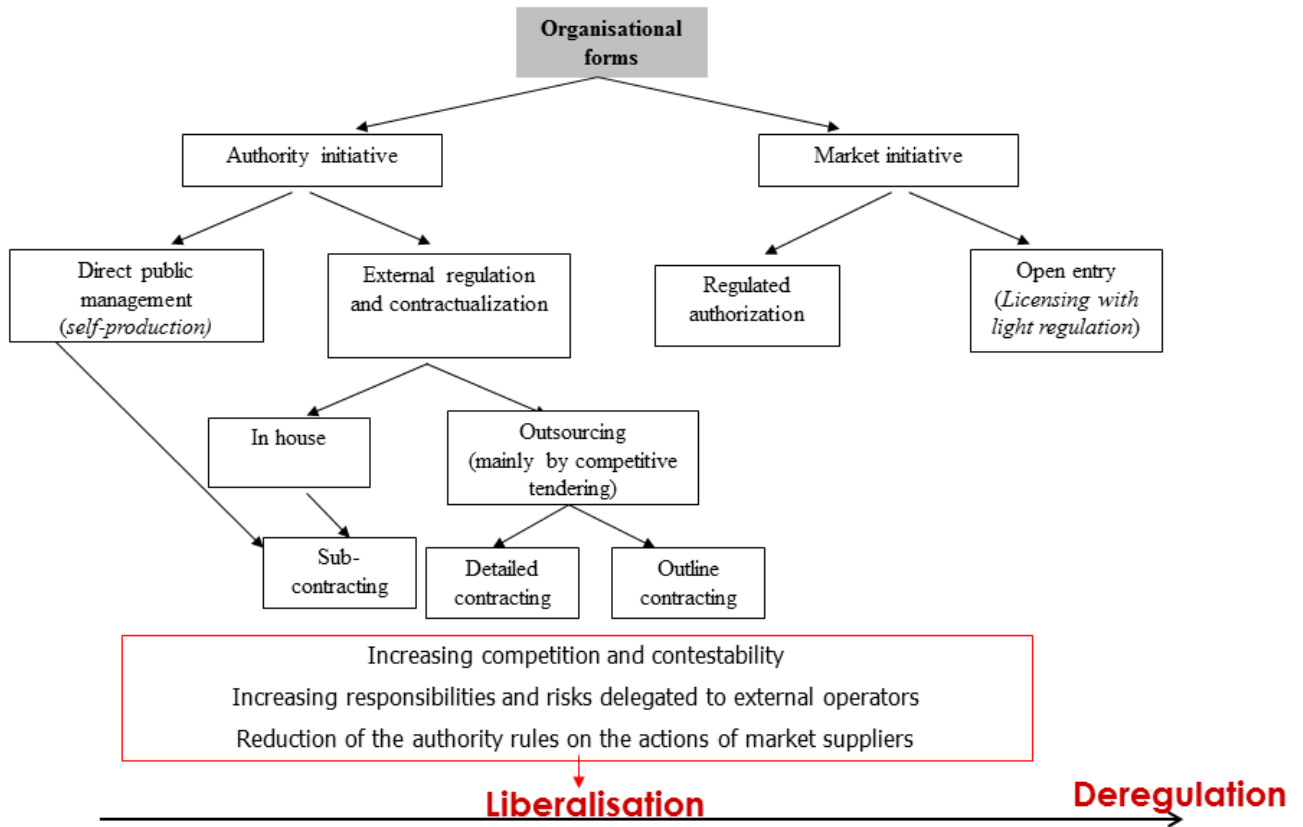 Organisational
forms
Authority initiative
Market initiative
Direct public
management
(self-production)
External regulation
and contractualization
Regulated
authorization
Open entry
(Licensing with
light regulation)
In house
Outsourcing
(mainly by competitive
tendering)
Sub-
contracting
Detailed
contracting
Outline
contracting
Increasing competition and contestability
Increasing responsibilities and risks delegated to external operators
Reduction of the authority rules on the actions of market suppliers
Liberalisation
Deregulation